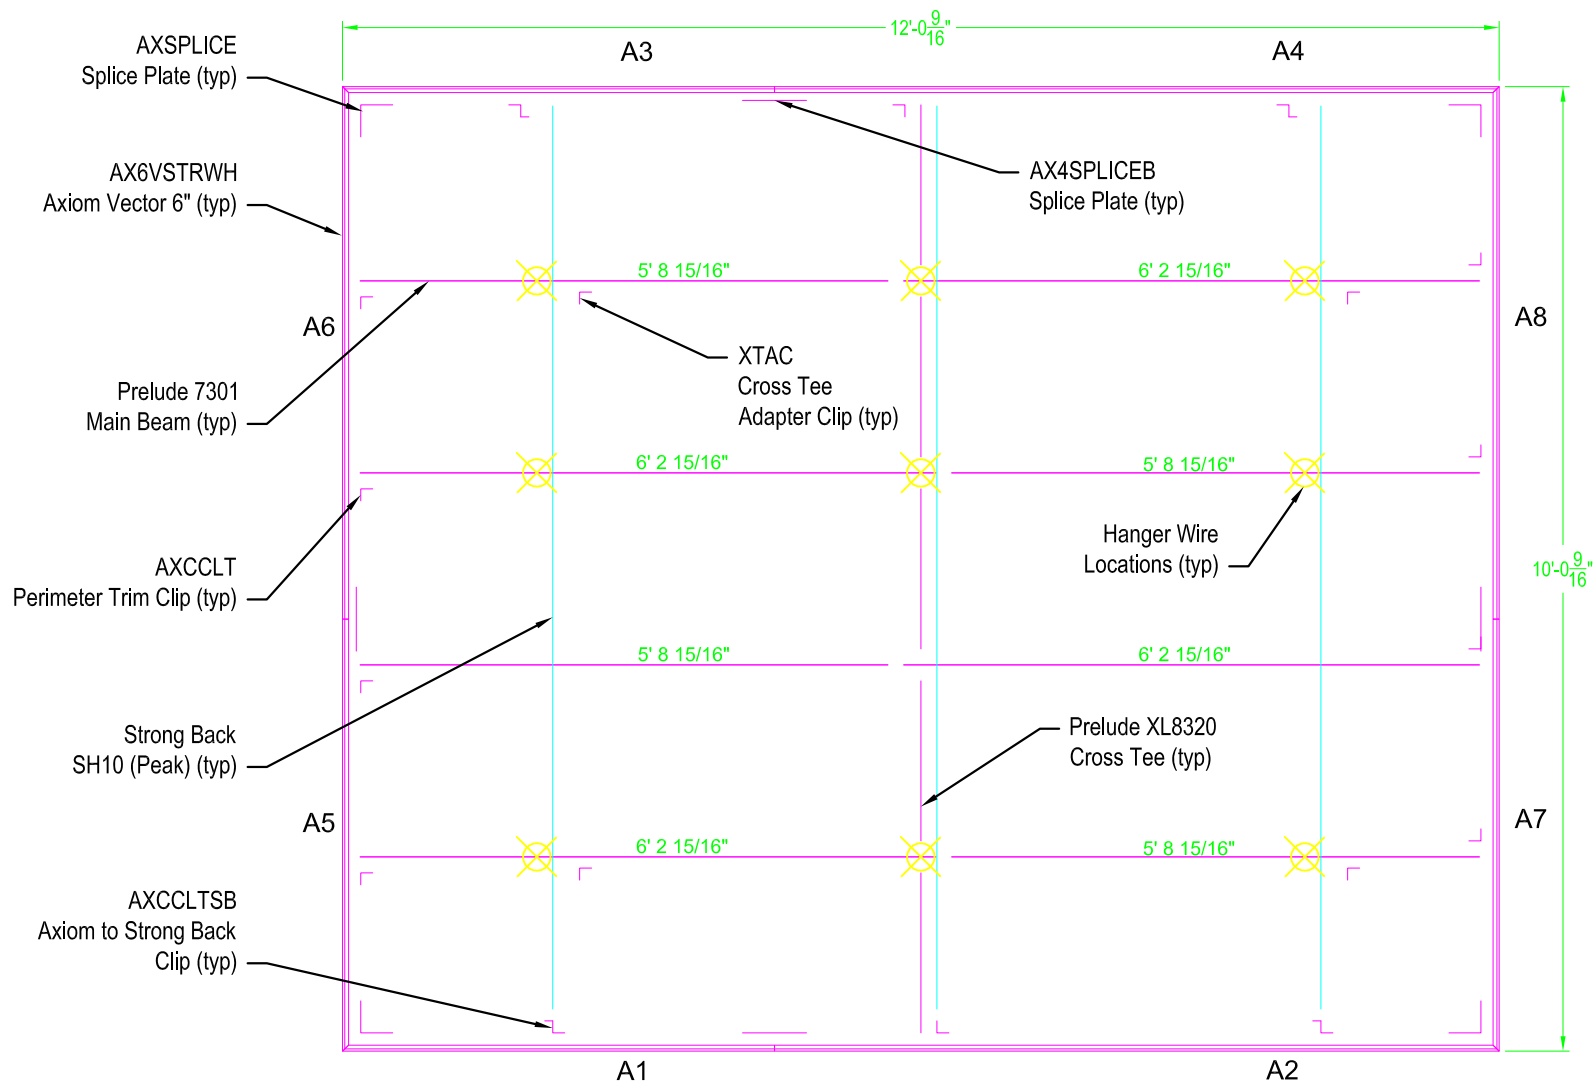 12'-0 9/16"
A3
A4
AXSPLICE
Splice Plate (typ)
AX6VSTRWH
Axiom Vector 6" (typ)
AX4SPLICEB
Splice Plate (typ)
5' 8 15/16"
6' 2 15/16"
A6
A8
XTAC
Cross Tee
Adapter Clip (typ)
Prelude 7301
Main Beam (typ)
6' 2 15/16"
5' 8 15/16"
Hanger Wire
Locations (typ)
10'-0 9/16"
AXCCLT
Perimeter Trim Clip (typ)
5' 8 15/16"
6' 2 15/16"
Strong Back
SH10 (Peak) (typ)
Prelude XL8320
Cross Tee (typ)
A5
A7
6' 2 15/16"
5' 8 15/16"
AXCCLTSB
Axiom to Strong Back
Clip (typ)
A1
A2